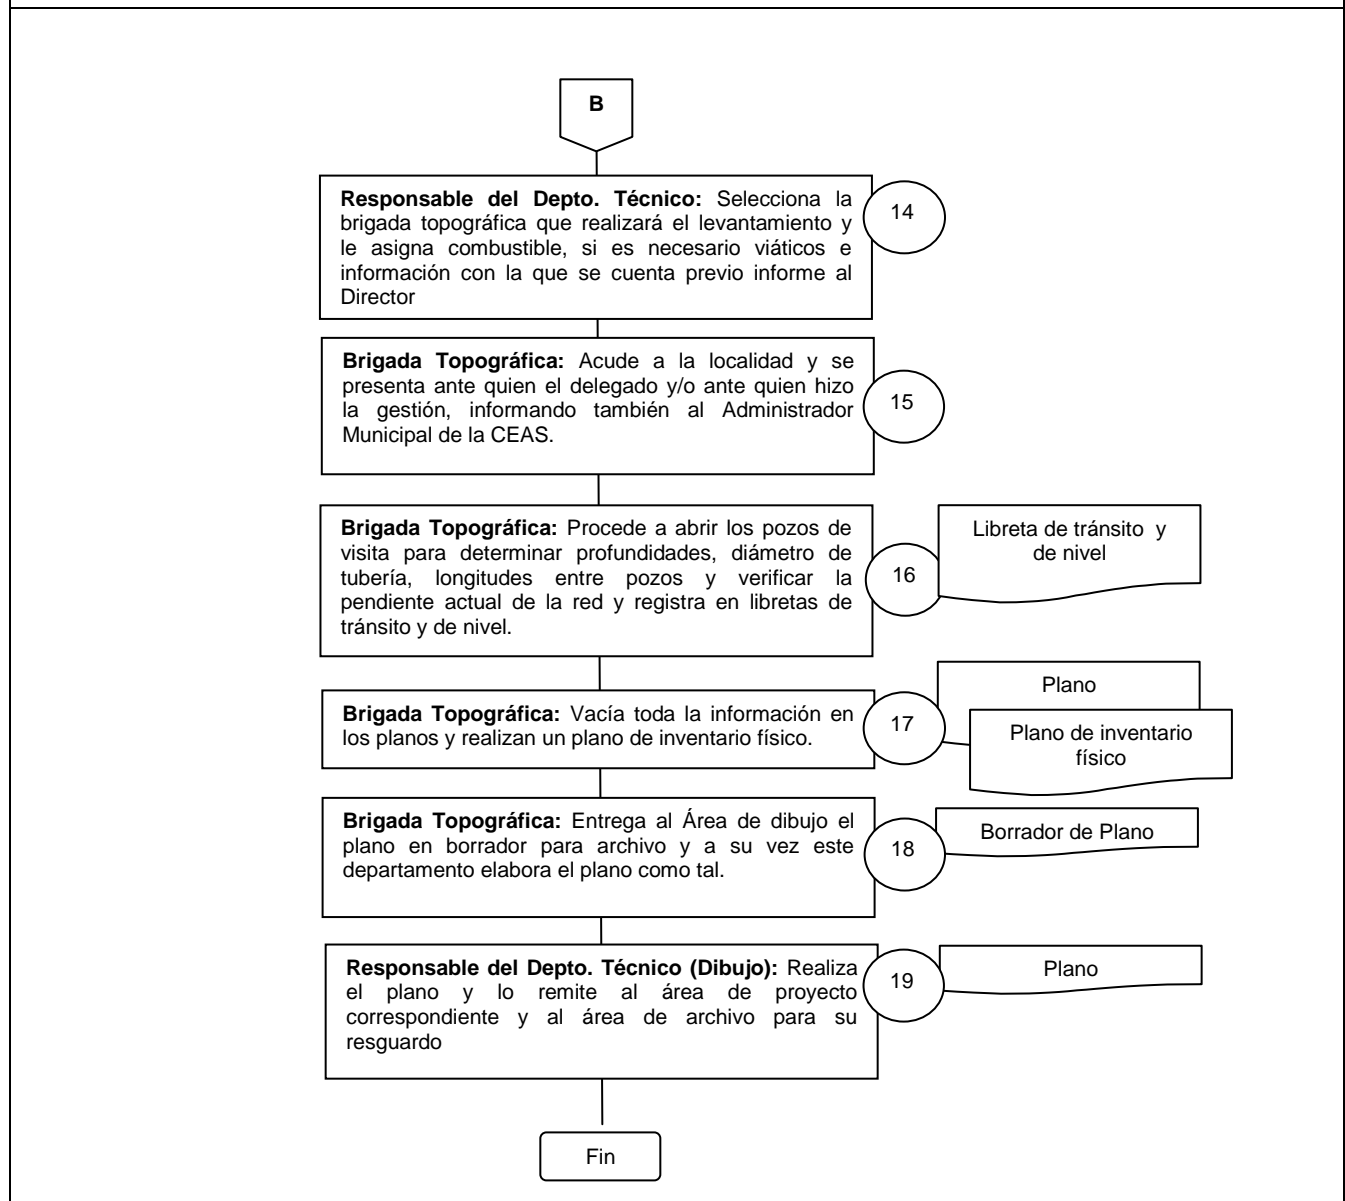 B
Responsable del Depto. Técnico: Selecciona la
brigada topográfica que realizará el levantamiento y
le asigna combustible, si es necesario viáticos e
información con la que se cuenta previo informe al
Director
14
Brigada Topográfica: Acude a la localidad y se
presenta ante quien el delegado y/o ante quien hizo
la gestión, informando también al Administrador
Municipal de la CEAS.
15
Brigada Topográfica: Procede a abrir los pozos de
visita para determinar profundidades, diámetro de
tubería, longitudes entre pozos y verificar la
pendiente actual de la red y registra en libretas de
tránsito y de nivel.
16
Libreta de tránsito y
de nivel
Brigada Topográfica: Vacía toda la información en
los planos y realizan un plano de inventario físico.
17
Plano
Plano de inventario
físico
Brigada Topográfica: Entrega al Área de dibujo el
plano en borrador para archivo y a su vez este
departamento elabora el plano como tal.
18
Borrador de Plano
Responsable del Depto. Técnico (Dibujo): Realiza
el plano y lo remite al área de proyecto
correspondiente y al área de archivo para su
resguardo
19
Plano
Fin